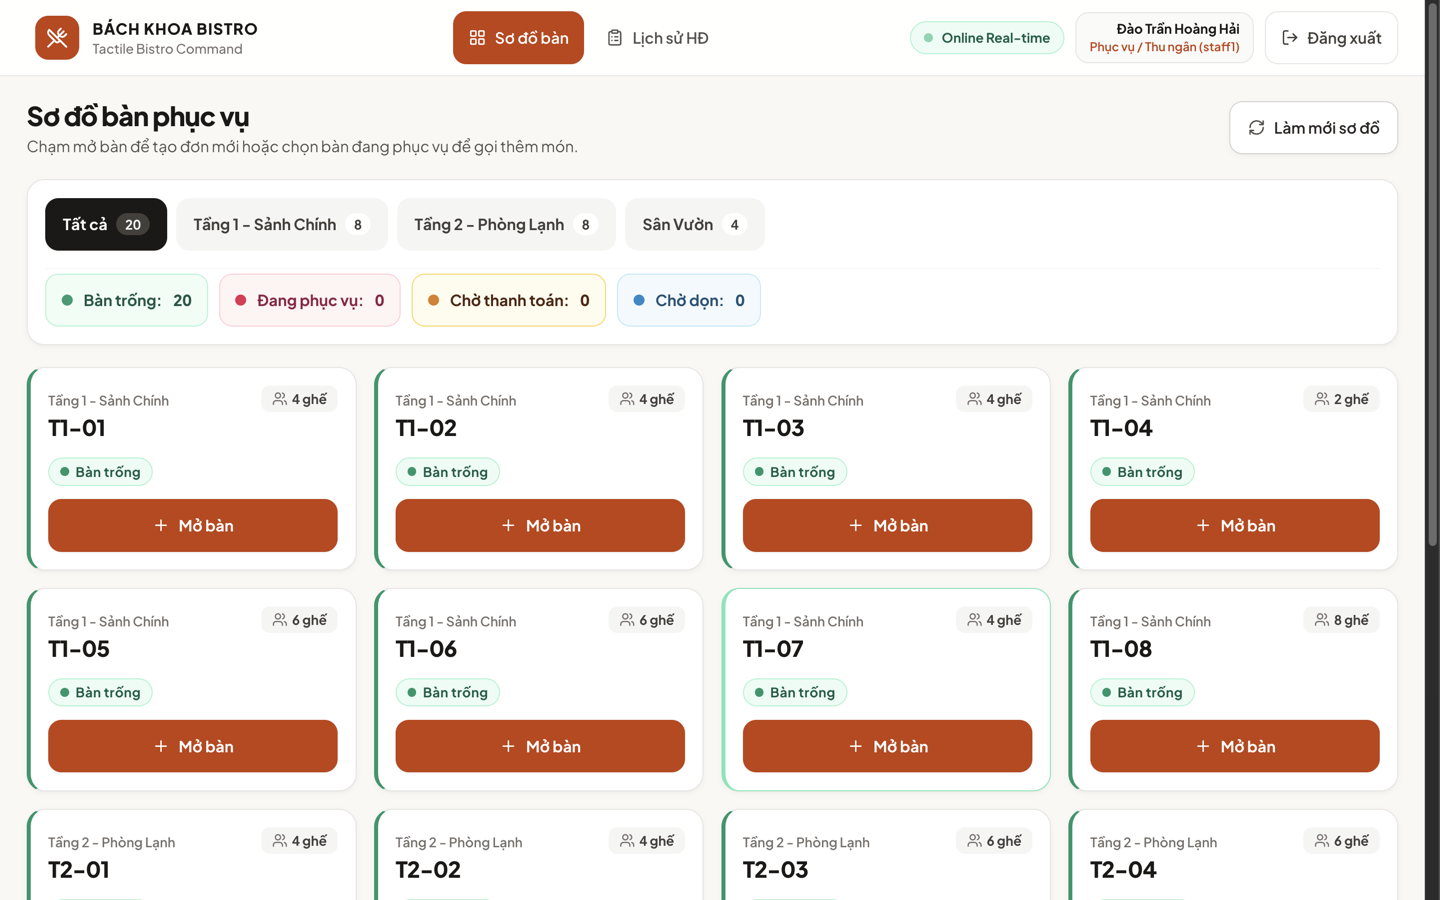 BÁCH KHOA BISTRO
Tactile Bistro Command
Sơ đồ bàn
Lịch sử HĐ
Online Real-time
Đào Trần Hoàng Hải
Phục vụ / Thu ngân (staff1)
Đăng xuất
Sơ đồ bàn phục vụ
Chạm mở bàn để tạo đơn mới hoặc chọn bàn đang phục vụ để gọi thêm món.
Làm mới sơ đồ
Tất cả 20
Tầng 1 - Sảnh Chính 8
Tầng 2 - Phòng Lạnh 8
Sân Vườn 4
Bàn trống: 20
Đang phục vụ: 0
Chờ thanh toán: 0
Chờ dọn: 0
Tầng 1 - Sảnh Chính
4 ghế
T1-01
Bàn trống
+ Mở bàn
Tầng 1 - Sảnh Chính
4 ghế
T1-02
Bàn trống
+ Mở bàn
Tầng 1 - Sảnh Chính
4 ghế
T1-03
Bàn trống
+ Mở bàn
Tầng 1 - Sảnh Chính
2 ghế
T1-04
Bàn trống
+ Mở bàn
Tầng 1 - Sảnh Chính
6 ghế
T1-05
Bàn trống
+ Mở bàn
Tầng 1 - Sảnh Chính
6 ghế
T1-06
Bàn trống
+ Mở bàn
Tầng 1 - Sảnh Chính
4 ghế
T1-07
Bàn trống
+ Mở bàn
Tầng 1 - Sảnh Chính
8 ghế
T1-08
Bàn trống
+ Mở bàn
Tầng 2 - Phòng Lạnh
4 ghế
T2-01
Tầng 2 - Phòng Lạnh
4 ghế
T2-02
Tầng 2 - Phòng Lạnh
6 ghế
T2-03
Tầng 2 - Phòng Lạnh
6 ghế
T2-04